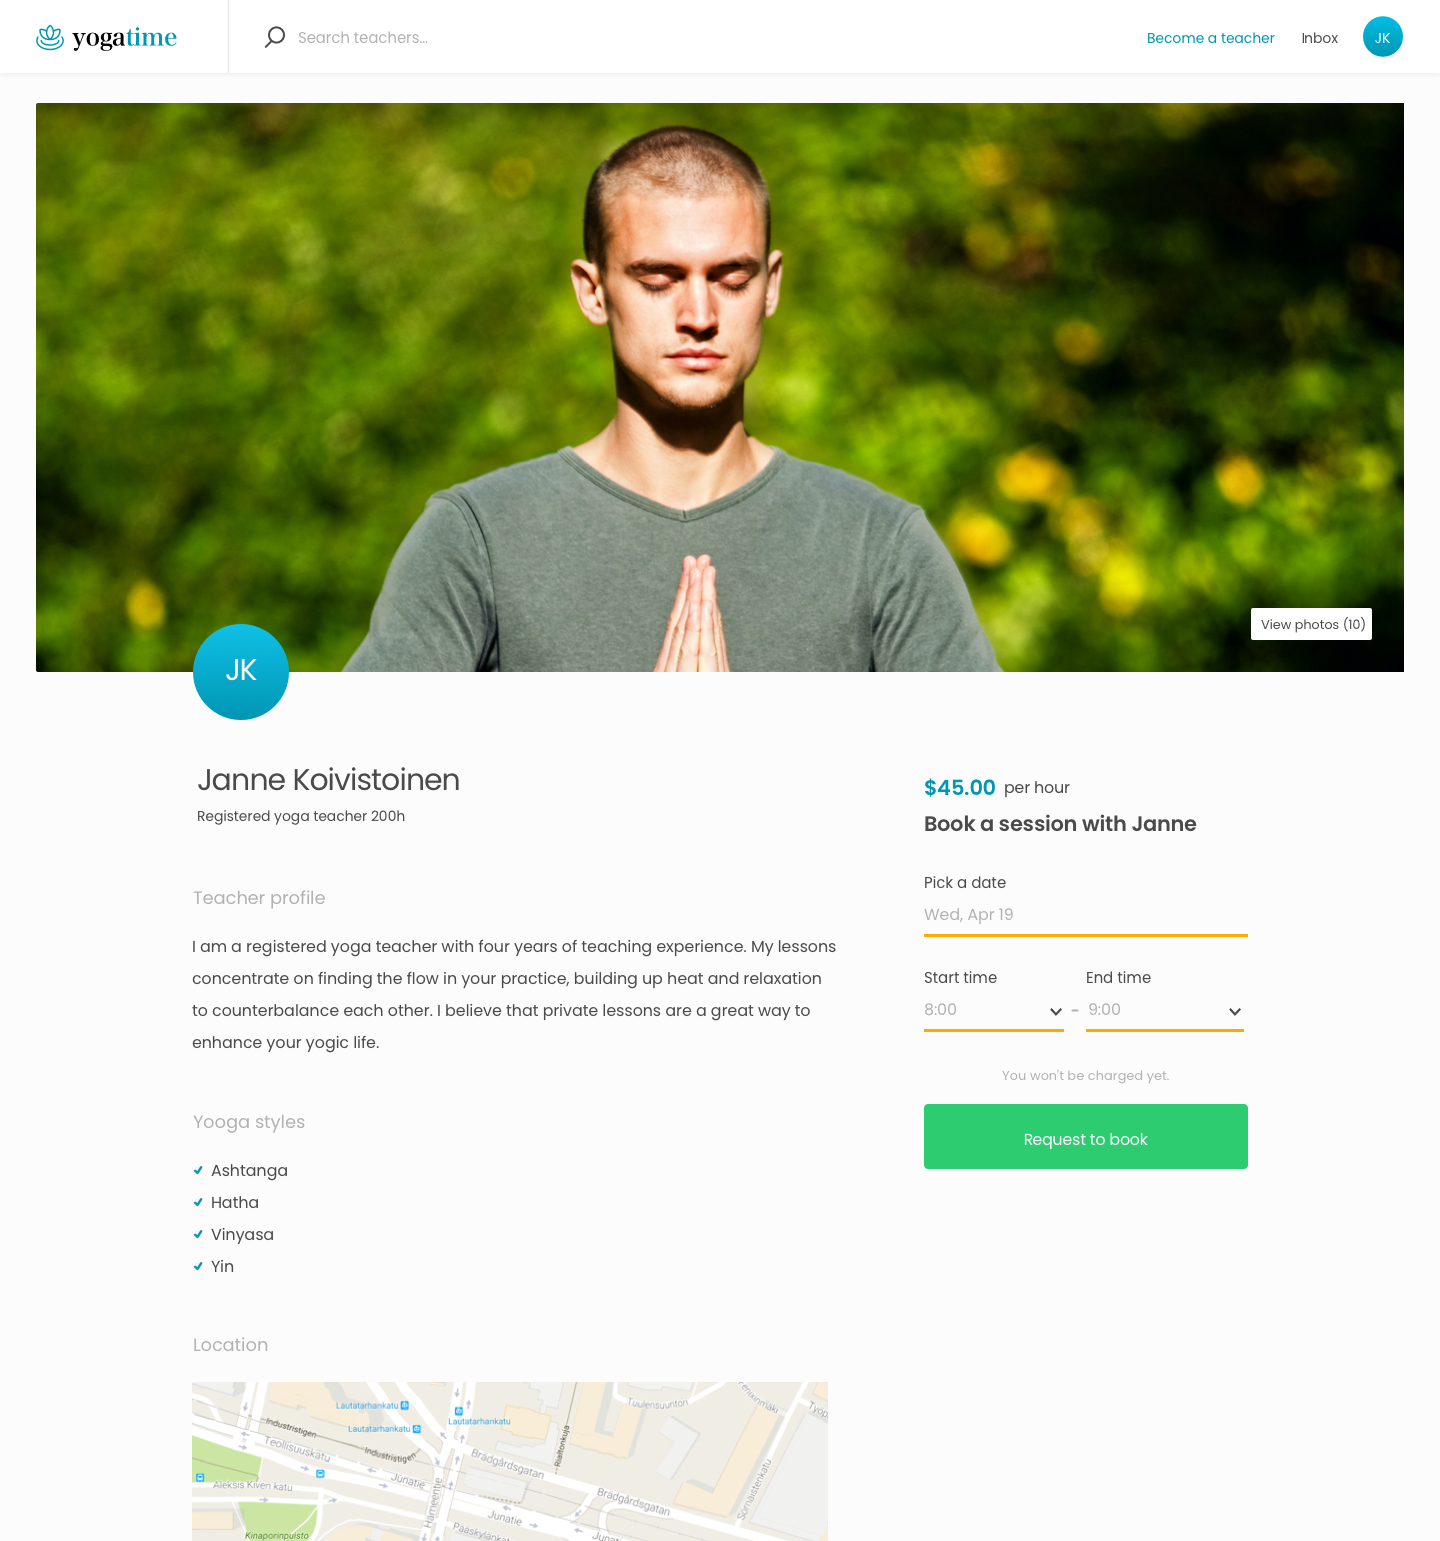 yogatime
Search teachers...
Become a teacher
Inbox
JK
View photos (10)
JK
Janne Koivistoinen
Registered yoga teacher 200h
Teacher profile
I am a registered yoga teacher with four years of teaching experience. My lessons
concentrate on finding the flow in your practice, building up heat and relaxation
to counterbalance each other. I believe that private lessons are a great way to
enhance your yogic life.
Yooga styles
Ashtanga
Hatha
Vinyasa
Yin
Location
$45.00 per hour
Book a session with Janne
Pick a date
Wed, Apr 19
Start time
End time
8:00
-
9:00
You won't be charged yet.
Request to book
Lautatarhankatu
Lautatarhankatu
Lautatarhankatu
Industristigen
Teollisuuskatu
Industristigen
Junatie
Aleksis Kiven katu
Kinaporinpuisto
Hämeentie
Brädgårdsgatan
Rialtonkuja
Tuulensuunton
Brädgårdsgatan
Junatie
Sörnäistenkatu